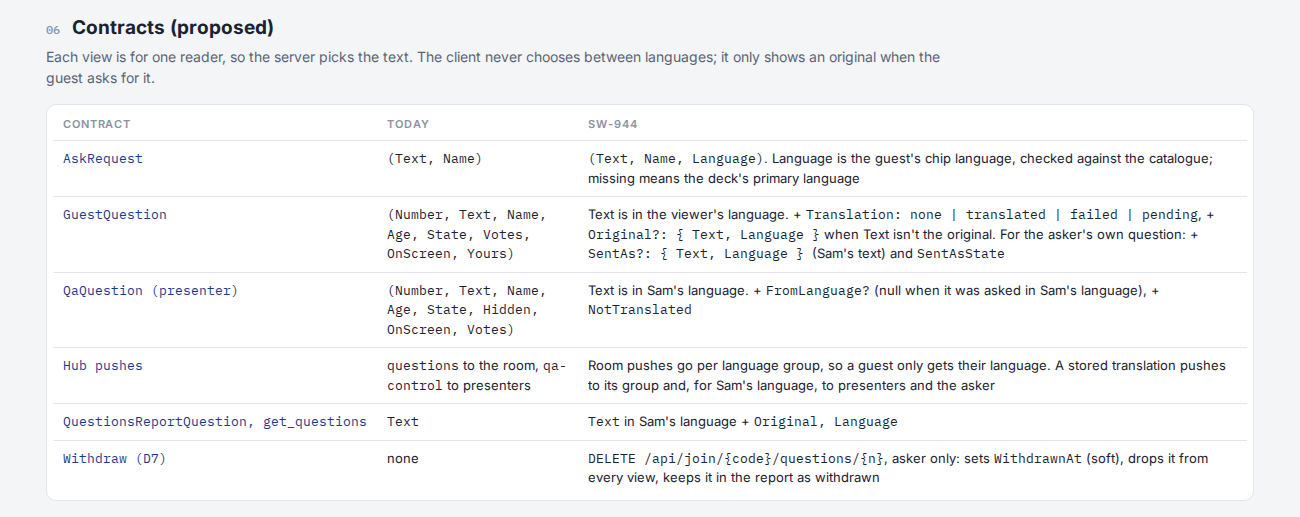 06 Contracts (proposed)
Each view is for one reader, so the server picks the text. The client never chooses between languages; it only shows an original when the
guest asks for it.
CONTRACT TODAY SW-944
AskRequest (Text, Name) (Text, Name, Language). Language is the guest's chip language, checked against the catalogue;
missing means the deck's primary language
GuestQuestion (Number, Text, Name, Text is in the viewer's language. + Translation: none | translated | failed | pending, +
Age, State, Votes, Original?: { Text, Language } when Text isn't the original. For the asker's own question: +
OnScreen, Yours) SentAs?: { Text, Language } (Sam's text) and SentAsState
QaQuestion (presenter) (Number, Text, Name, Text is in Sam's language. + FromLanguage? (null when it was asked in Sam's language), +
Age, State, Hidden, NotTranslated
OnScreen, Votes)
Hub pushes questions to the room, qa- Room pushes go per language group, so a guest only gets their language. A stored translation pushes
control to presenters to its group and, for Sam's language, to presenters and the asker
QuestionsReportQuestion, get_questions Text Text in Sam's language + Original, Language
Withdraw (D7) none DELETE /api/join/{code}/questions/{n}, asker only: sets WithdrawnAt (soft), drops it from
every view, keeps it in the report as withdrawn